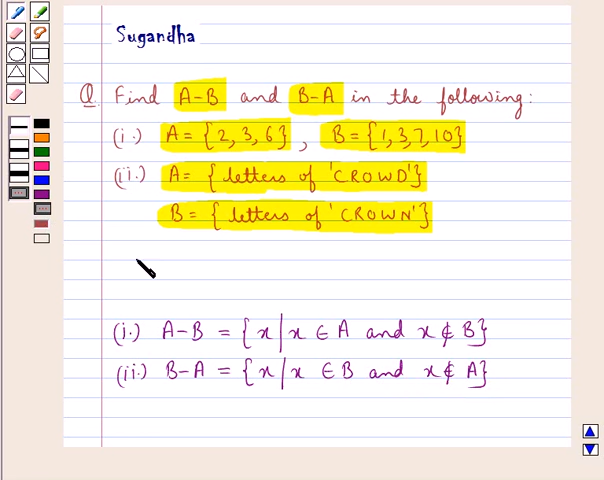 Sugandha
Q. Find A-B and B-A in the following:
(i.) A = {2, 3, 6} , B = {1, 3, 7, 10}
(ii.) A = { letters of 'CROWD' }
B = { letters of 'CROWN' }
(i.) A-B = {x | x ∈ A and x ∉ B}
(ii.) B-A = {x / x ∈ B and x ∉ A}